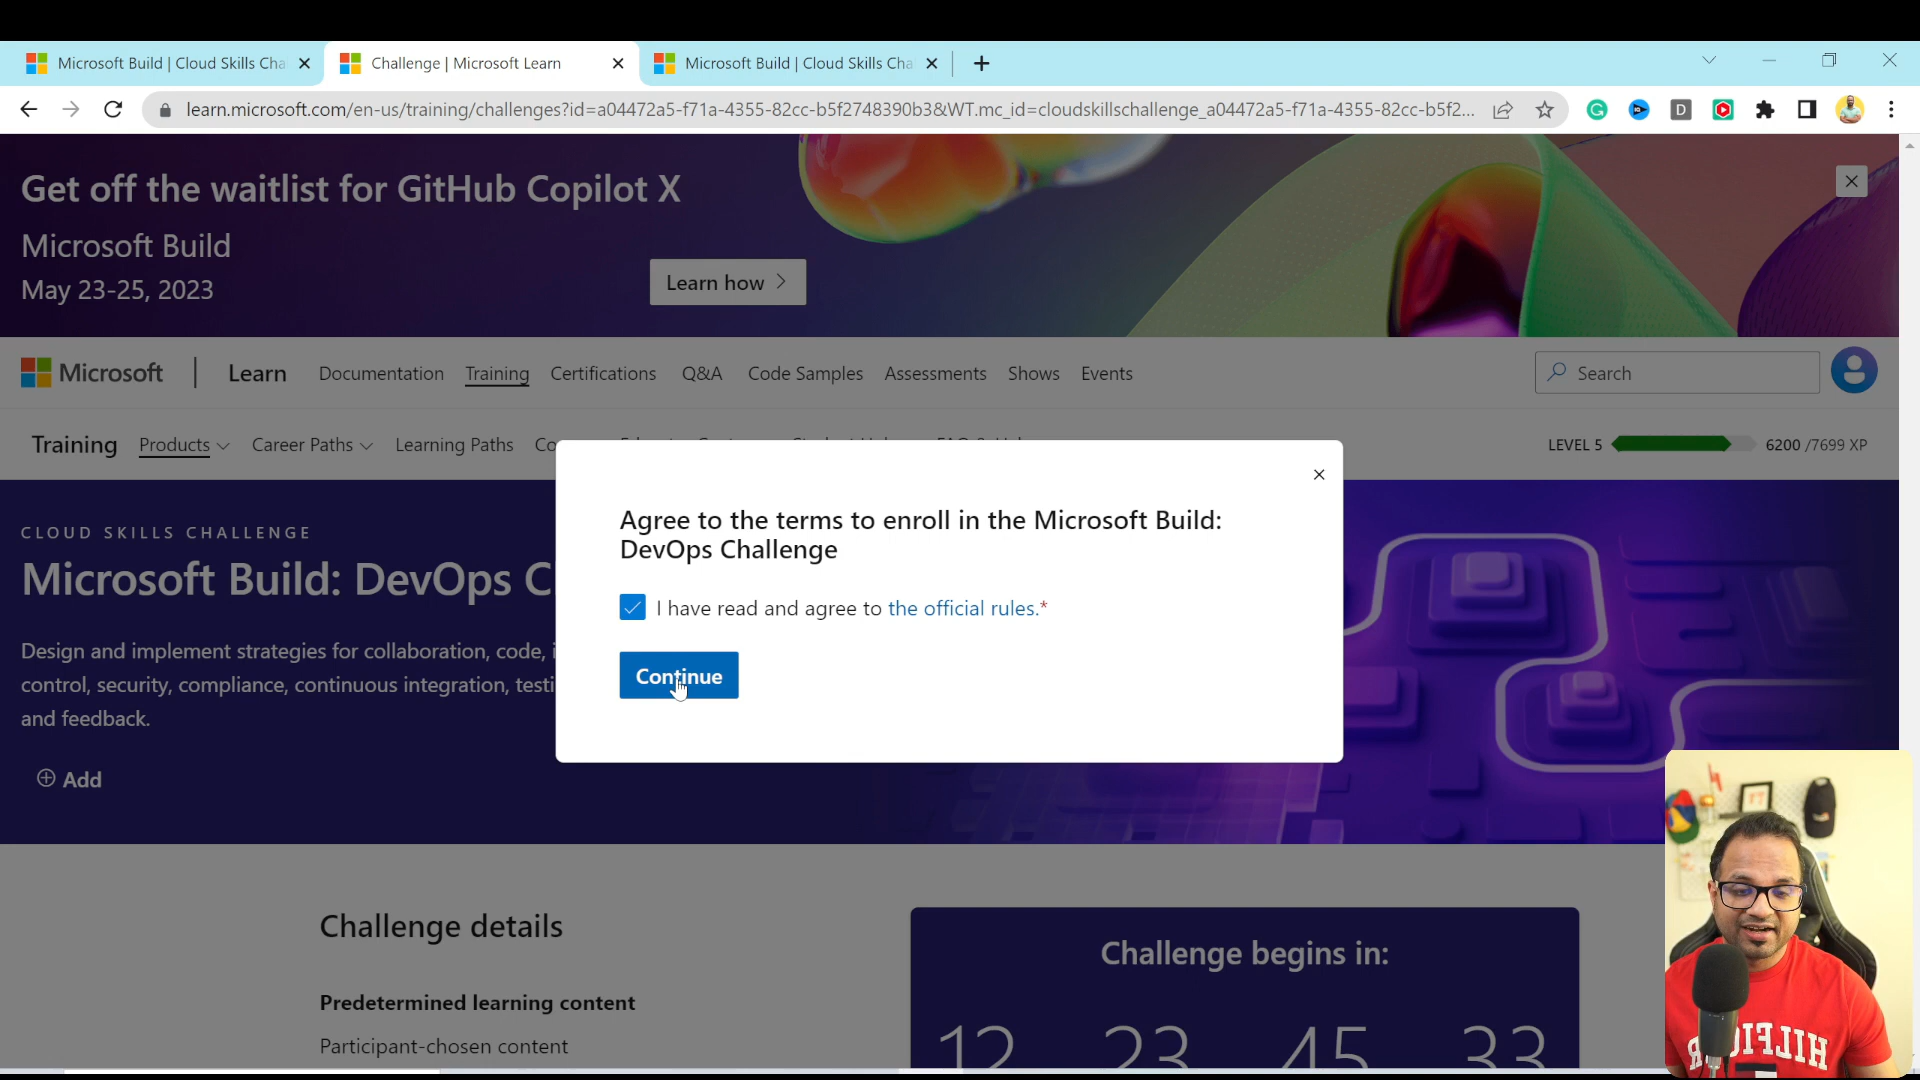 Microsoft Build | Cloud Skills Cha
Challenge | Microsoft Learn
Microsoft Build | Cloud Skills Cha
learn.microsoft.com/en-us/training/challenges?id=a04472a5-f71a-4355-82cc-b5f2748390b3&WT.mc_id=cloudskillschallenge_a04472a5-f71a-4355-82cc-b5f2...
Get off the waitlist for GitHub Copilot X
Microsoft Build
May 23-25, 2023
Learn how
Microsoft
Learn Documentation Training Certifications Q&A Code Samples Assessments Shows Events
Search
Training Products Career Paths Learning Paths Co
LEVEL 5 6200 /7699 XP
CLOUD SKILLS CHALLENGE
Microsoft Build: DevOps C
Design and implement strategies for collaboration, code, i
control, security, compliance, continuous integration, testi
and feedback.
Add
Agree to the terms to enroll in the Microsoft Build:
DevOps Challenge
I have read and agree to the official rules.*
Continue
Challenge details
Predetermined learning content
Participant-chosen content
Challenge begins in:
12 23 45 33